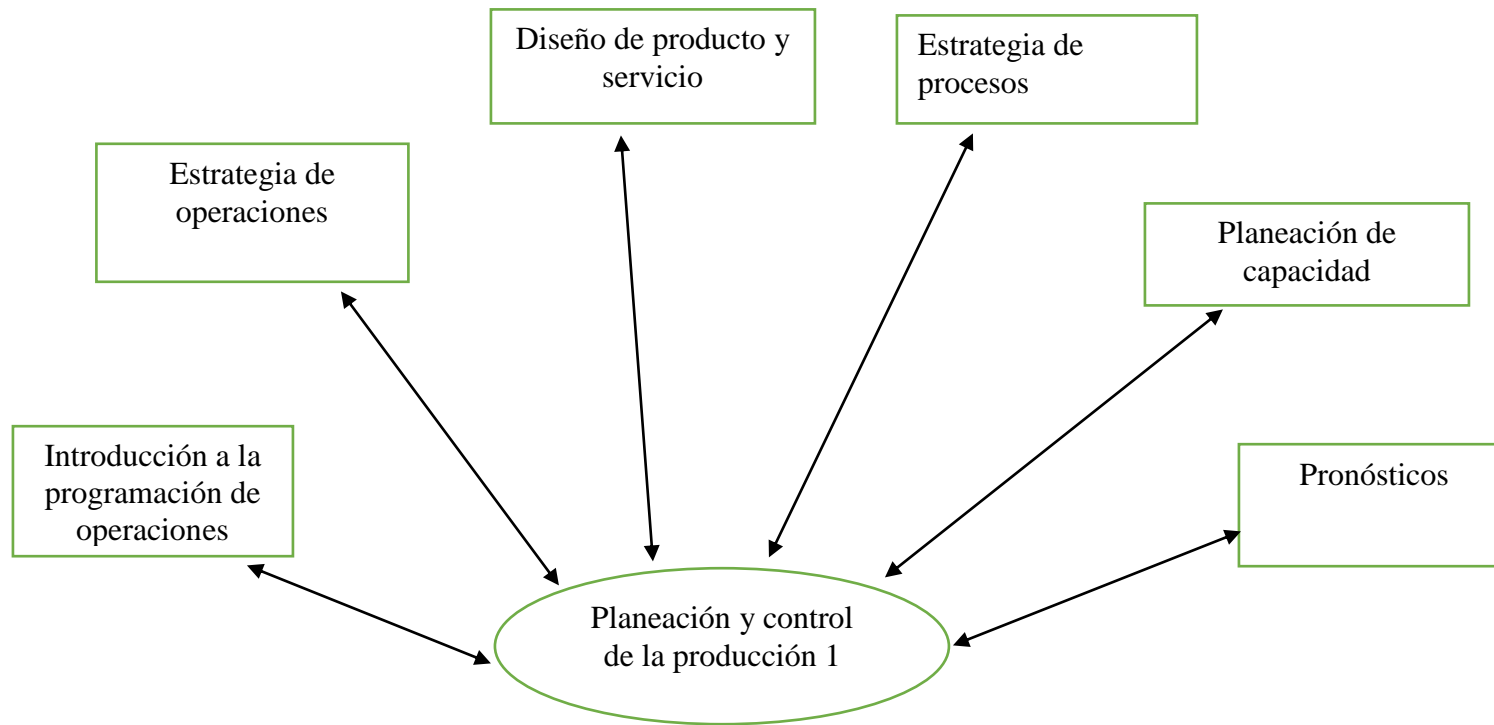 Diseño de producto y
servicio
Estrategia de
procesos
Estrategia de
operaciones
Planeación de
capacidad
Introducción a la
programación de
operaciones
Pronósticos
Planeación y control
de la producción 1